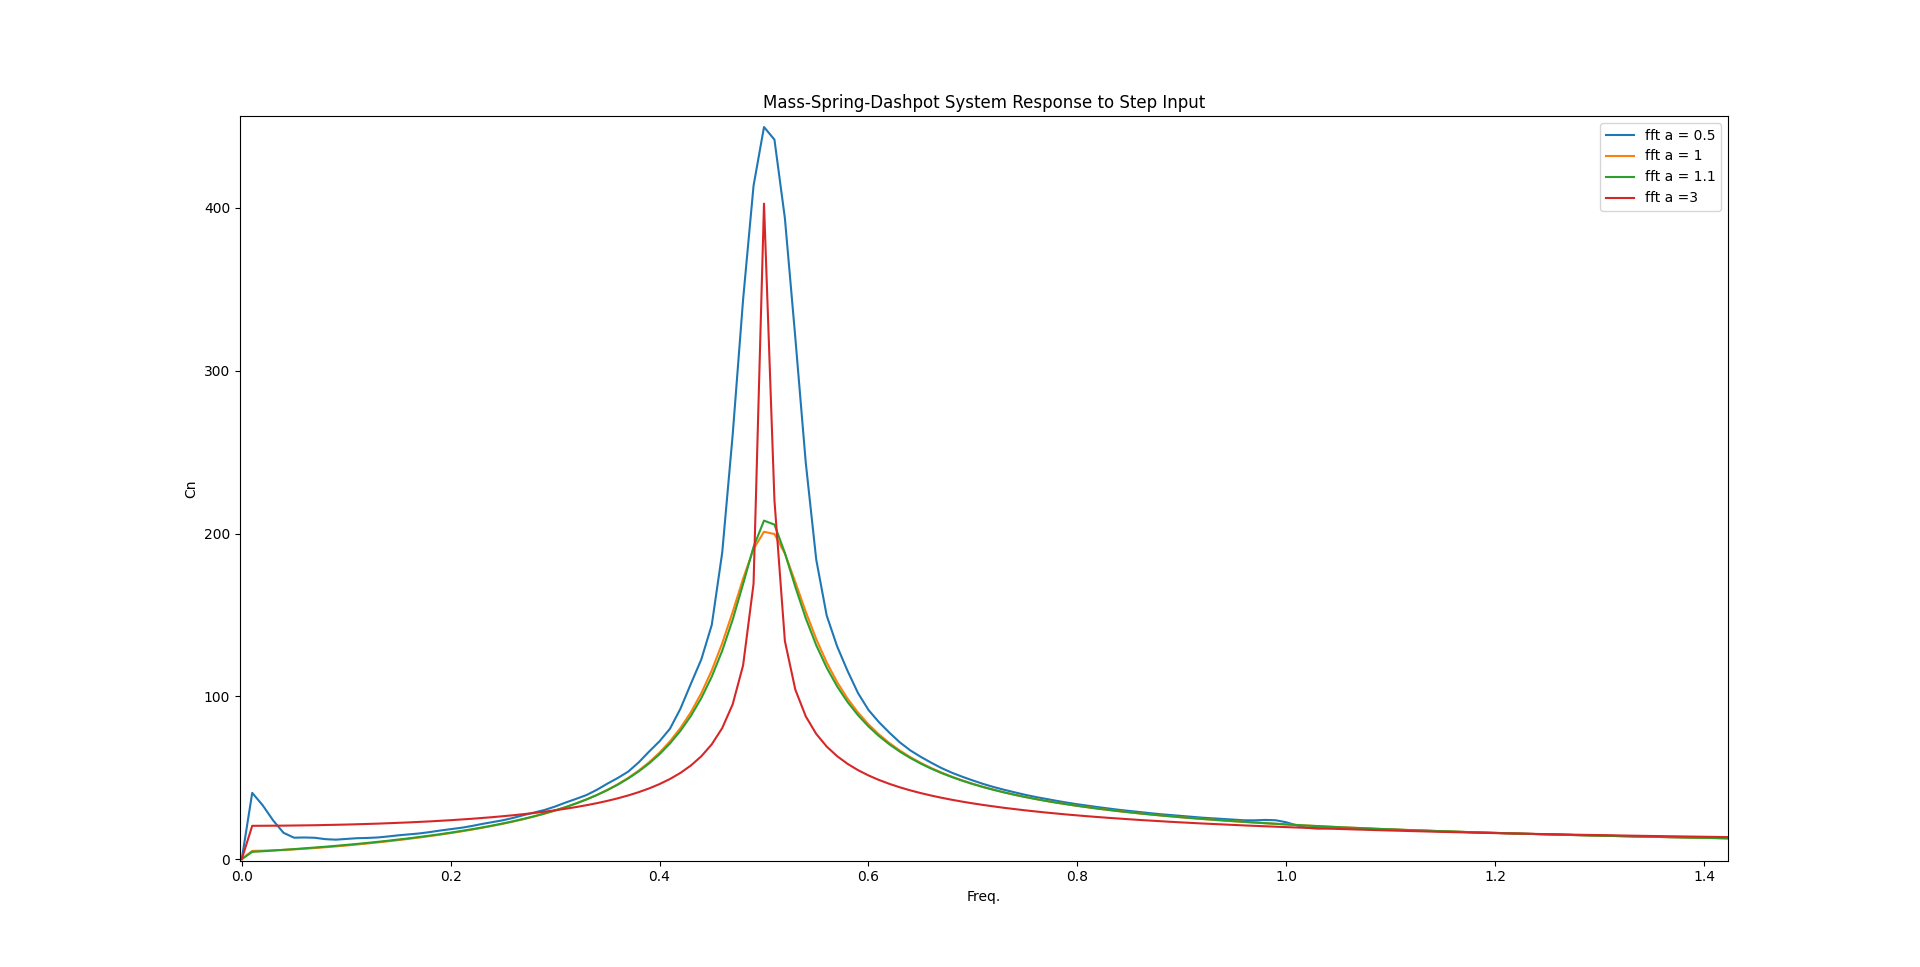 Mass-Spring-Dashpot System Response to Step Input
fft a = 0.5
fft a = 1
fft a = 1.1
fft a =3
400
300
200
100
0
Cn
0.0 0.2 0.4 0.6 0.8 1.0 1.2 1.4
Freq.